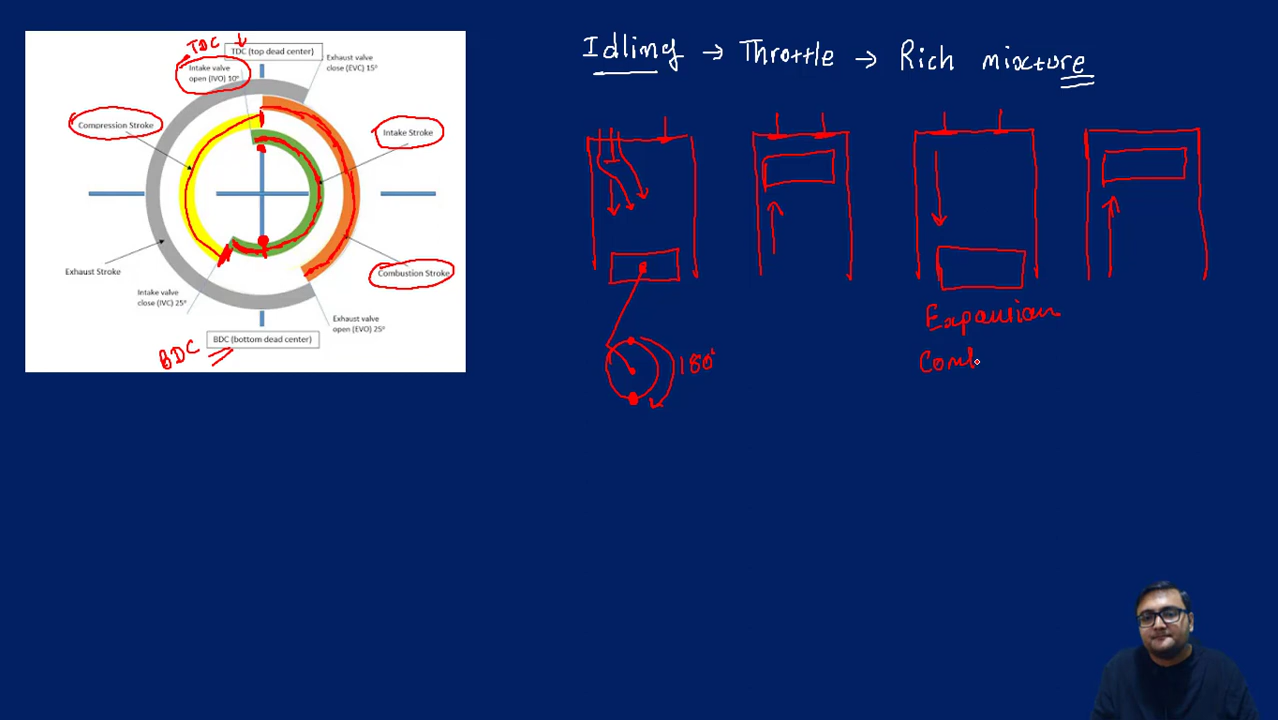 Idling → Throttle → Rich mixture
TDC
TDC (top dead center)
Intake valve
open (IVO) 10°
Exhaust valve
close (EVC) 15°
Compression Stroke
Intake Stroke
Exhaust Stroke
Combustion Stroke
Intake valve
close (IVC) 25°
Exhaust valve
open (EVO) 25°
BDC
BDC (bottom dead center)
180°
Expansion
Comb